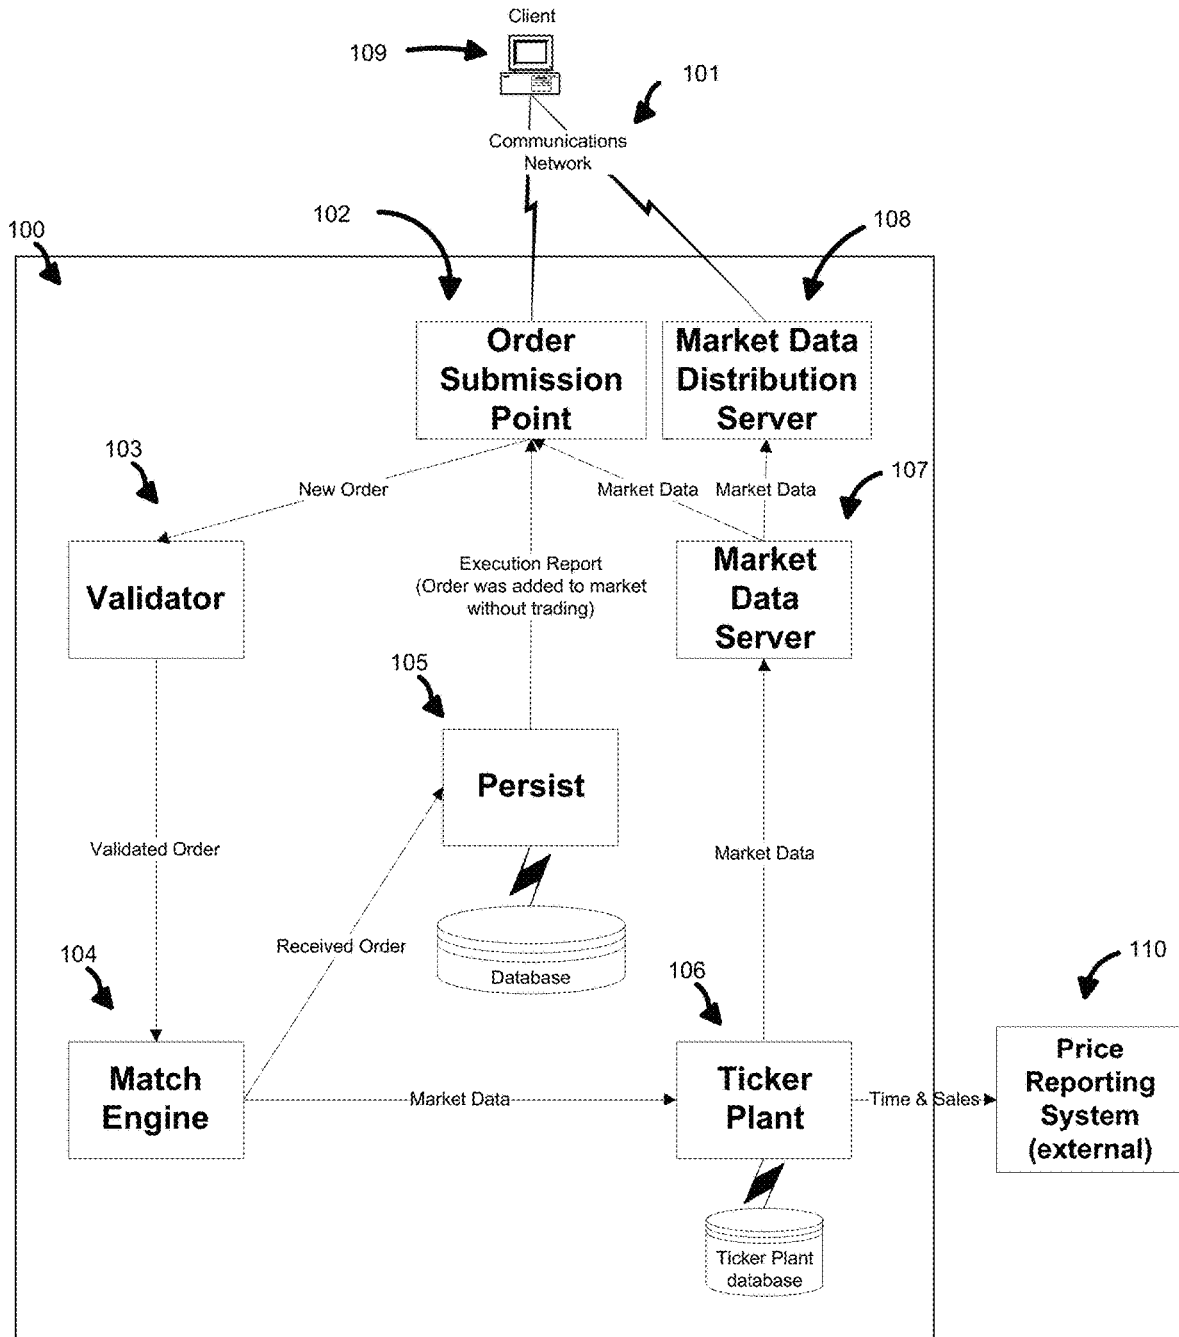 Client
109
101
Communications
Network
102
108
100
Order
Submission
Point
Market Data
Distribution
Server
103
107
New Order
Market Data
Market Data
Validator
Execution Report
(Order was added to market
without trading)
Market
Data
Server
105
Persist
Validated Order
Market Data
Received Order
Database
104
106
110
Match
Engine
Market Data
Ticker
Plant
Time & Sales
Price
Reporting
System
(external)
Ticker Plant
database